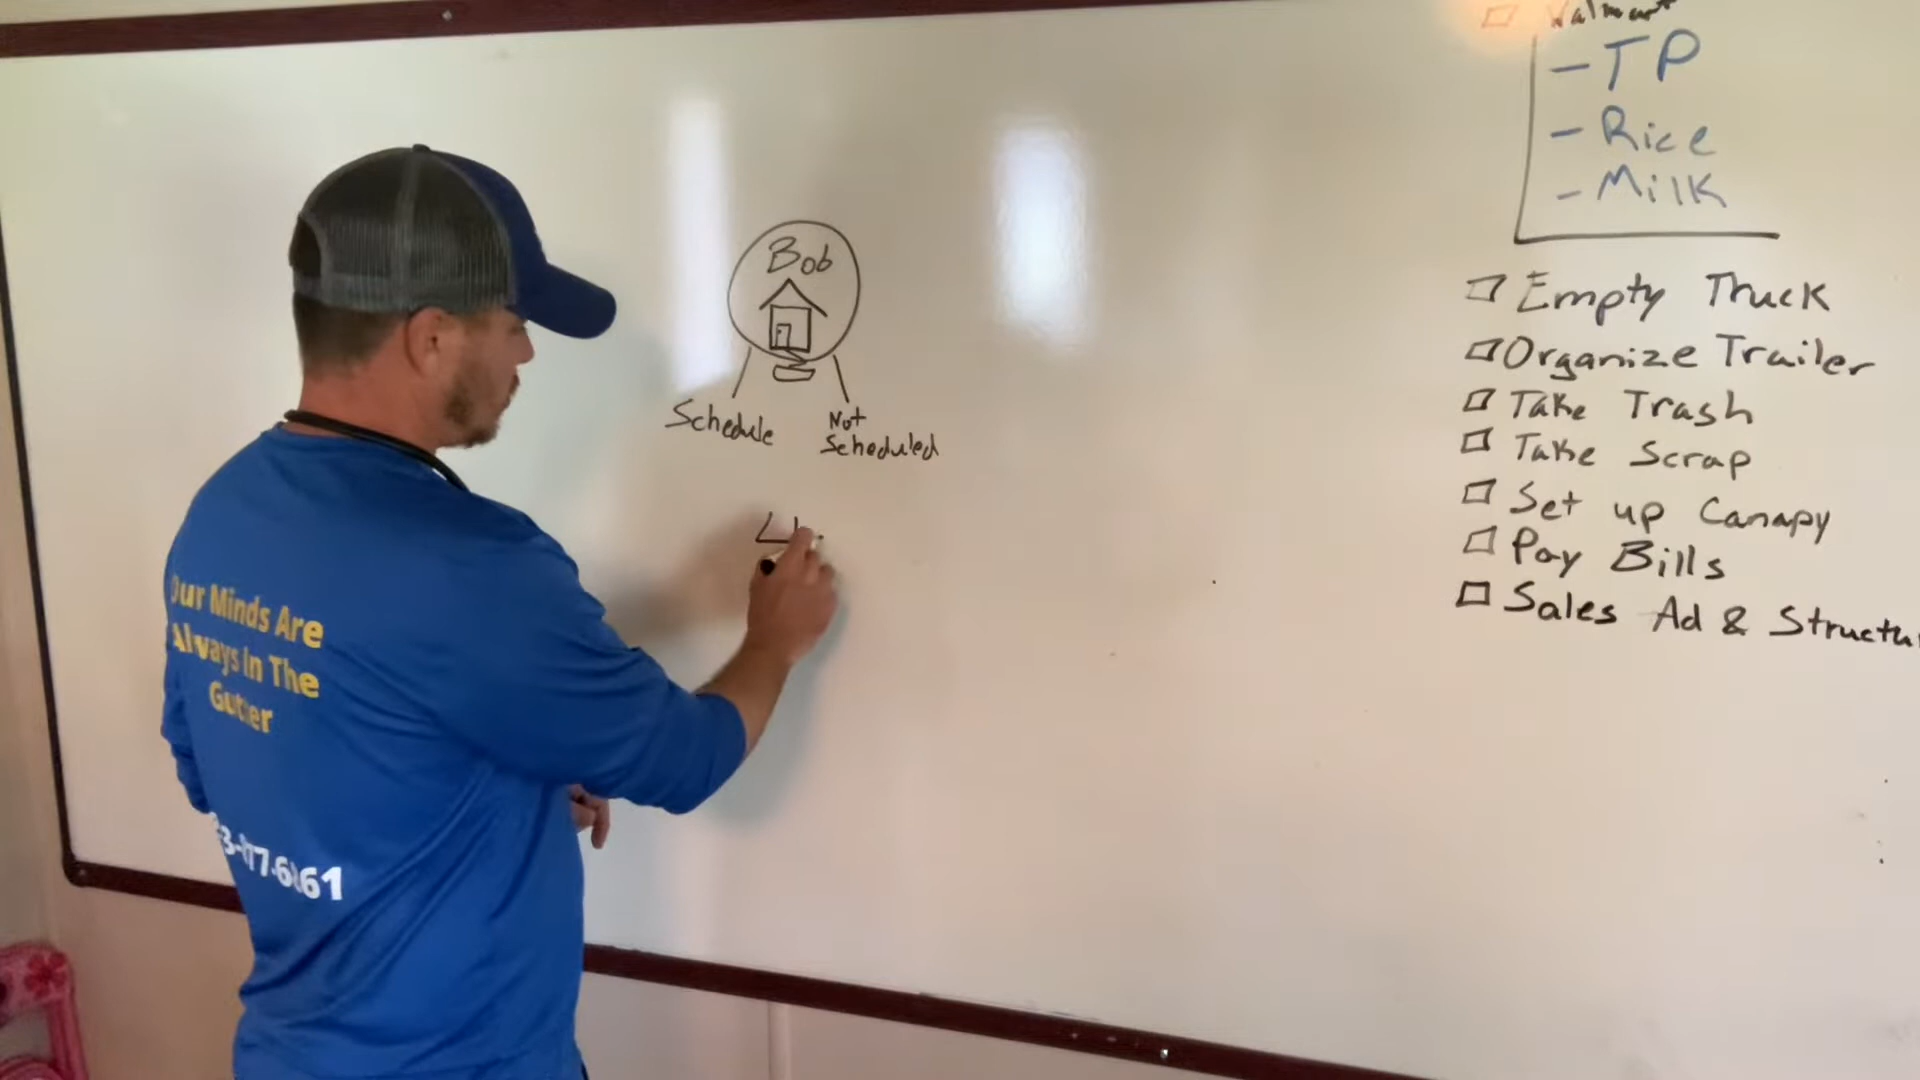 Bob
Schedule
Not
Scheduled
Walmart
- TP
- Rice
- Milk
Empty Truck
Organize Trailer
Take Trash
Take Scrap
Set up Canapy
Pay Bills
Sales Ad & Structu
Our Minds Are
Always In The
Gutter